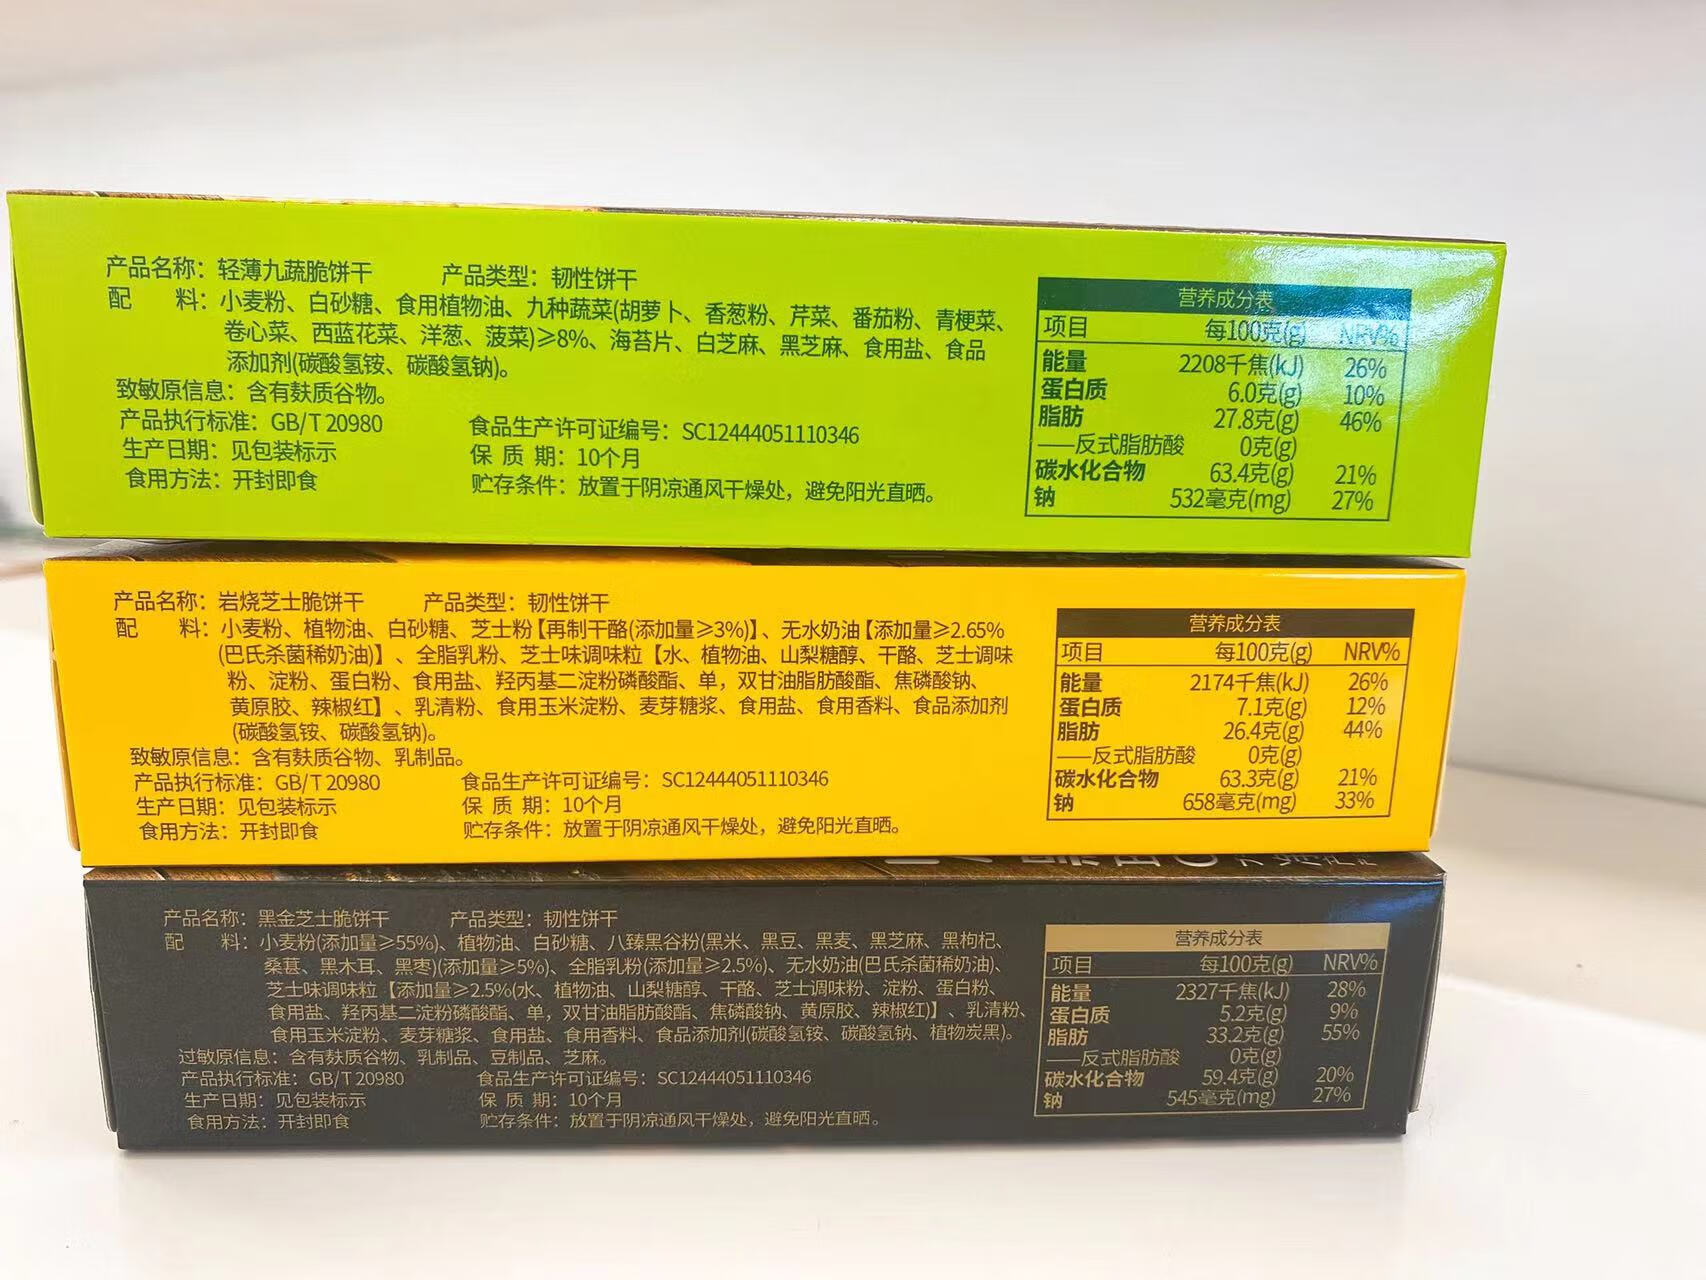 产品名称：轻薄九蔬脆饼干 产品类型：韧性饼干
配 料：小麦粉、白砂糖、食用植物油、九种蔬菜(胡萝卜、香葱粉、芹菜、番茄粉、青梗菜、
卷心菜、西蓝花菜、洋葱、菠菜)≥8%、海苔片、白芝麻、黑芝麻、食用盐、食品
添加剂(碳酸氢铵、碳酸氢钠)。
致敏原信息：含有麸质谷物。
产品执行标准：GB/T 20980 食品生产许可证编号：SC12444051110346
生产日期：见包装标示 保 质 期：10个月
食用方法：开封即食 贮存条件：放置于阴凉通风干燥处，避免阳光直晒。
营养成分表
项目 每100克(g) NRV%
能量 2208千焦(kJ) 26%
蛋白质 6.0克(g) 10%
脂肪 27.8克(g) 46%
——反式脂肪酸 0克(g)
碳水化合物 63.4克(g) 21%
钠 532毫克(mg) 27%
产品名称：岩烧芝士脆饼干 产品类型：韧性饼干
配 料：小麦粉、植物油、白砂糖、芝士粉【再制干酪(添加量≥3%)】、无水奶油【添加量≥2.65%
(巴氏杀菌稀奶油)】、全脂乳粉、芝士味调味粒【水、植物油、山梨糖醇、干酪、芝士调味
粉、淀粉、蛋白粉、食用盐、羟丙基二淀粉磷酸酯、单，双甘油脂肪酸酯、焦磷酸钠、
黄原胶、辣椒红】、乳清粉、食用玉米淀粉、麦芽糖浆、食用盐、食用香料、食品添加剂
(碳酸氢铵、碳酸氢钠)。
致敏原信息：含有麸质谷物、乳制品。
产品执行标准：GB/T 20980 食品生产许可证编号：SC12444051110346
生产日期：见包装标示 保 质 期：10个月
食用方法：开封即食 贮存条件：放置于阴凉通风干燥处，避免阳光直晒。
营养成分表
项目 每100克(g) NRV%
能量 2174千焦(kJ) 26%
蛋白质 7.1克(g) 12%
脂肪 26.4克(g) 44%
——反式脂肪酸 0克(g)
碳水化合物 63.3克(g) 21%
钠 658毫克(mg) 33%
产品名称：黑金芝士脆饼干 产品类型：韧性饼干
配 料：小麦粉(添加量≥55%)、植物油、白砂糖、八臻黑谷粉(黑米、黑豆、黑麦、黑芝麻、黑枸杞、
桑葚、黑木耳、黑枣)(添加量≥5%)、全脂乳粉(添加量≥2.5%)、无水奶油(巴氏杀菌稀奶油)、
芝士味调味粒【添加量≥2.5%(水、植物油、山梨糖醇、干酪、芝士调味粉、淀粉、蛋白粉、
食用盐、羟丙基二淀粉磷酸酯、单，双甘油脂肪酸酯、焦磷酸钠、黄原胶、辣椒红)】、乳清粉、
食用玉米淀粉、麦芽糖浆、食用盐、食用香料、食品添加剂(碳酸氢铵、碳酸氢钠、植物炭黑)。
过敏原信息：含有麸质谷物、乳制品、豆制品、芝麻。
产品执行标准：GB/T 20980 食品生产许可证编号：SC12444051110346
生产日期：见包装标示 保 质 期：10个月
食用方法：开封即食 贮存条件：放置于阴凉通风干燥处，避免阳光直晒。
营养成分表
项目 每100克(g) NRV%
能量 2327千焦(kJ) 28%
蛋白质 5.2克(g) 9%
脂肪 33.2克(g) 55%
——反式脂肪酸 0克(g)
碳水化合物 59.4克(g) 20%
钠 545毫克(mg) 27%